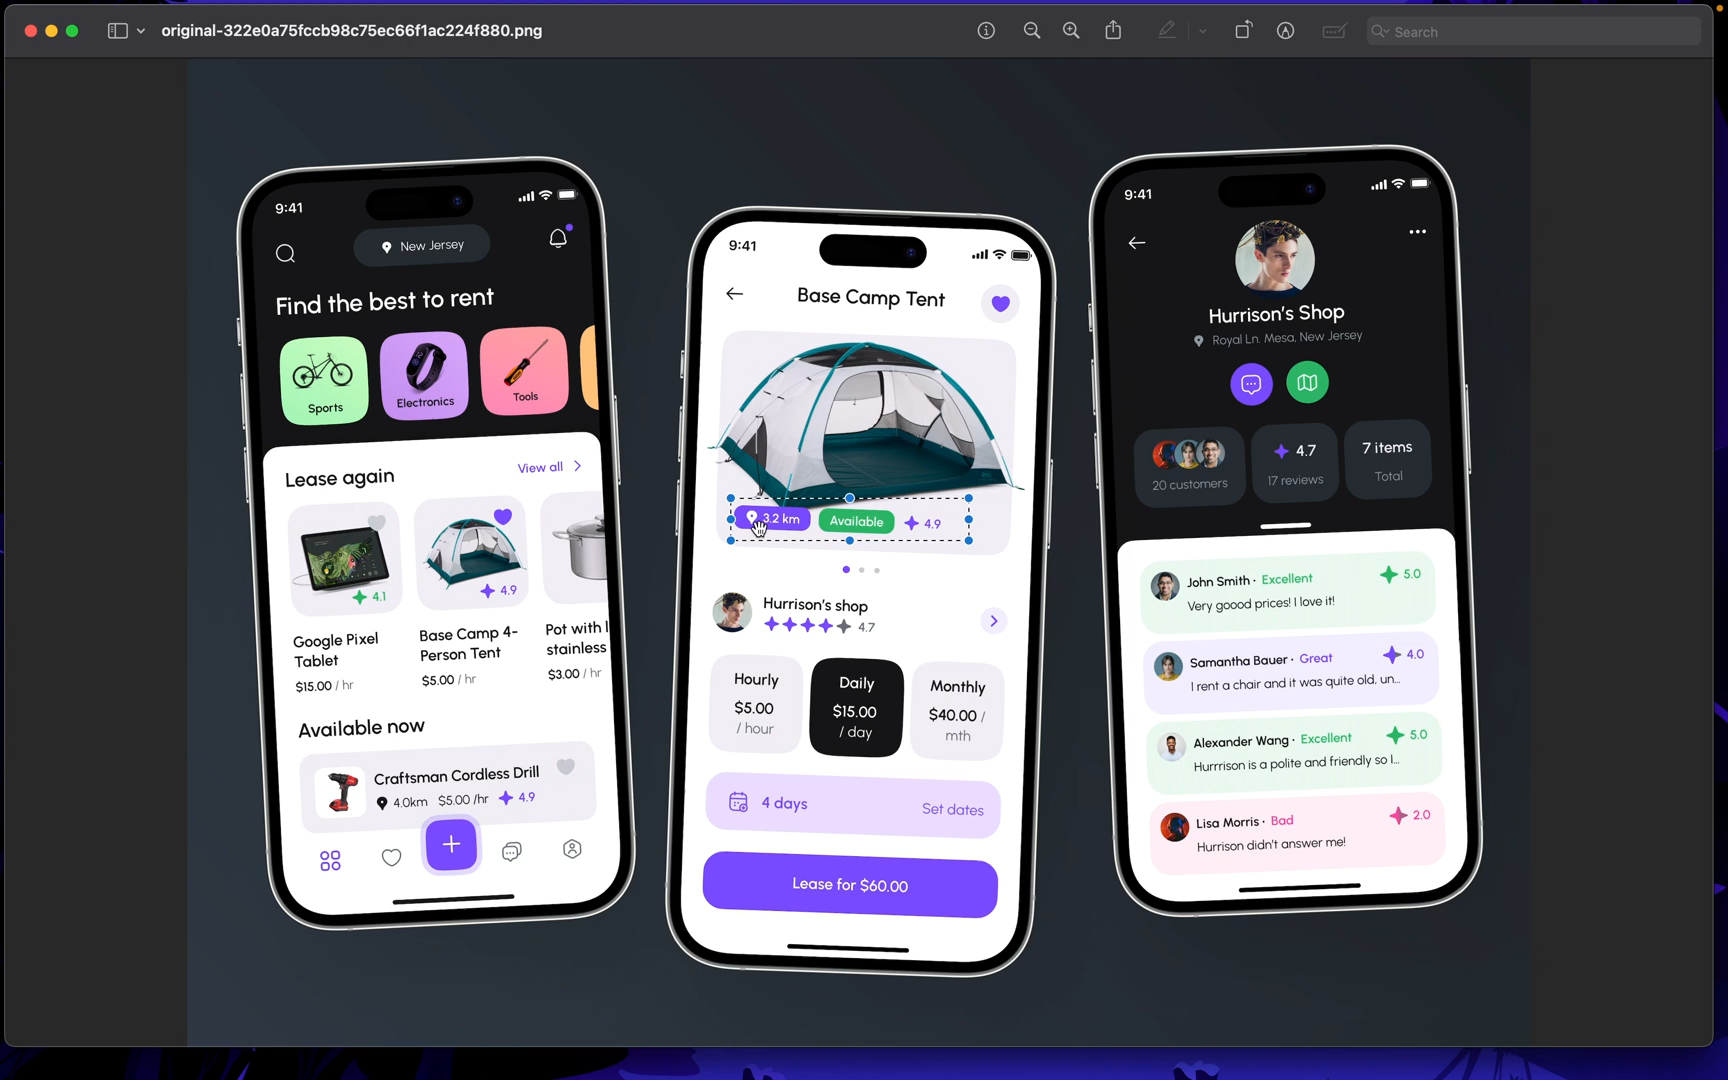 original-322e0a75fccb98c75ec66f1ac224f880.png
Search
9:41
New Jersey
Find the best to rent
Sports
Electronics
Tools
Lease again
View all
4.1
4.9
Google Pixel
Tablet
$15.00 / hr
Base Camp 4-
Person Tent
$5.00 / hr
Pot with l
stainless
$3.00 / hr
Available now
Craftsman Cordless Drill
4.0km $5.00 /hr 4.9
9:41
Base Camp Tent
3.2 km
Available
4.9
Hurrison's shop
4.7
Hourly
$5.00
/ hour
Daily
$15.00
/ day
Monthly
$40.00 /
mth
4 days
Set dates
Lease for $60.00
9:41
Hurrison's Shop
Royal Ln. Mesa, New Jersey
20 customers
4.7
17 reviews
7 items
Total
John Smith · Excellent
5.0
Very goood prices! I love it!
Samantha Bauer · Great
4.0
I rent a chair and it was quite old, un...
Alexander Wang · Excellent
5.0
Hurrrison is a polite and friendly so I...
Lisa Morris · Bad
2.0
Hurrison didn't answer me!